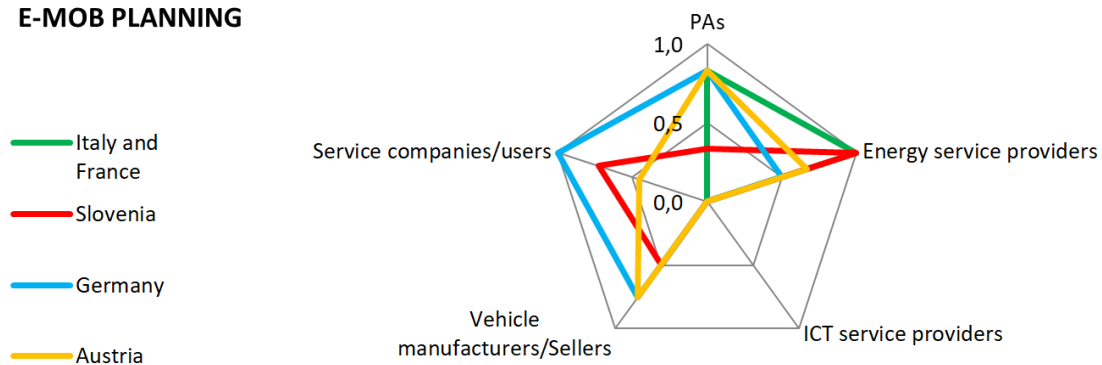 E-MOB PLANNING
PAs
1,0
Italy and
France
0,5
Service companies/users
Energy service providers
Slovenia
0,0
Germany
Vehicle
manufacturers/Sellers
ICT service providers
Austria